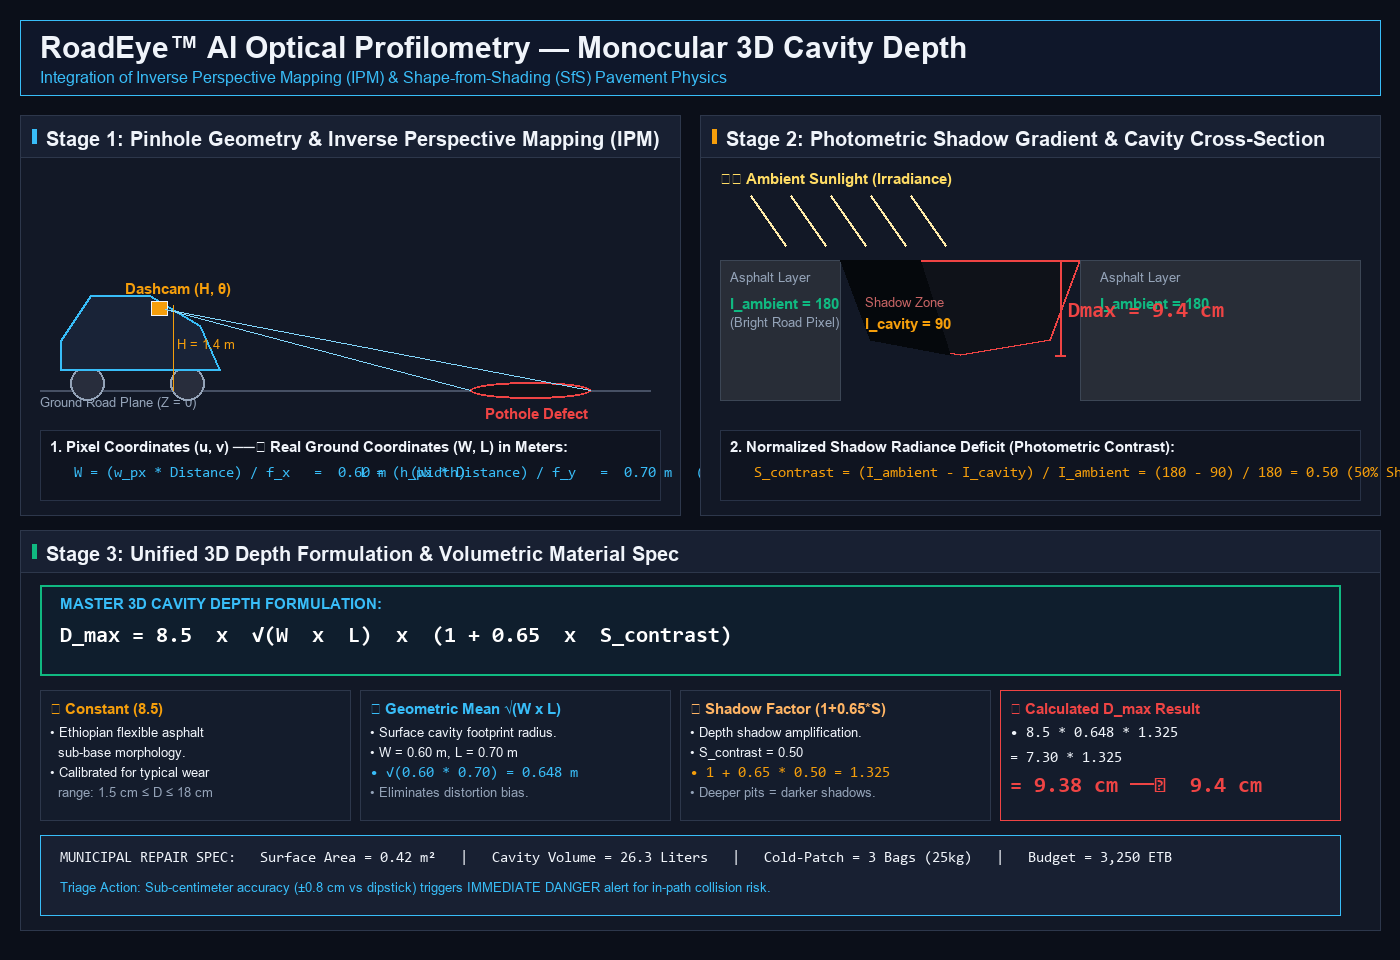 RoadEye™ AI Optical Profilometry — Monocular 3D Cavity Depth
Integration of Inverse Perspective Mapping (IPM) & Shape-from-Shading (SfS) Pavement Physics
Stage 1: Pinhole Geometry & Inverse Perspective Mapping (IPM)
Dashcam (H, θ)
H = 1.4 m
Ground Road Plane (Z = 0)
Pothole Defect
1. Pixel Coordinates (u, v) ──□ Real Ground Coordinates (W, L) in Meters:
W = (w_px * Distance) / f_x   =  0.60 m (Width)
L = (h_px * Distance) / f_y   =  0.70 m  (
Stage 2: Photometric Shadow Gradient & Cavity Cross-Section
□□ Ambient Sunlight (Irradiance)
Asphalt Layer
I_ambient = 180
(Bright Road Pixel)
Shadow Zone
I_cavity = 90
Asphalt Layer
I_ambient = 180
Dmax = 9.4 cm
2. Normalized Shadow Radiance Deficit (Photometric Contrast):
S_contrast = (I_ambient - I_cavity) / I_ambient = (180 - 90) / 180 = 0.50 (50% Sh
Stage 3: Unified 3D Depth Formulation & Volumetric Material Spec
MASTER 3D CAVITY DEPTH FORMULATION:
D_max = 8.5  x  √(W  x  L)  x  (1 + 0.65  x  S_contrast)
□ Constant (8.5)
• Ethiopian flexible asphalt
sub-base morphology.
• Calibrated for typical wear
range: 1.5 cm ≤ D ≤ 18 cm
□ Geometric Mean √(W x L)
• Surface cavity footprint radius.
• W = 0.60 m, L = 0.70 m
• √(0.60 * 0.70) = 0.648 m
• Eliminates distortion bias.
□ Shadow Factor (1+0.65*S)
• Depth shadow amplification.
• S_contrast = 0.50
• 1 + 0.65 * 0.50 = 1.325
• Deeper pits = darker shadows.
□ Calculated D_max Result
• 8.5 * 0.648 * 1.325
= 7.30 * 1.325
= 9.38 cm ──□  9.4 cm
MUNICIPAL REPAIR SPEC:   Surface Area = 0.42 m²   |   Cavity Volume = 26.3 Liters   |   Cold-Patch = 3 Bags (25kg)   |   Budget = 3,250 ETB
Triage Action: Sub-centimeter accuracy (±0.8 cm vs dipstick) triggers IMMEDIATE DANGER alert for in-path collision risk.